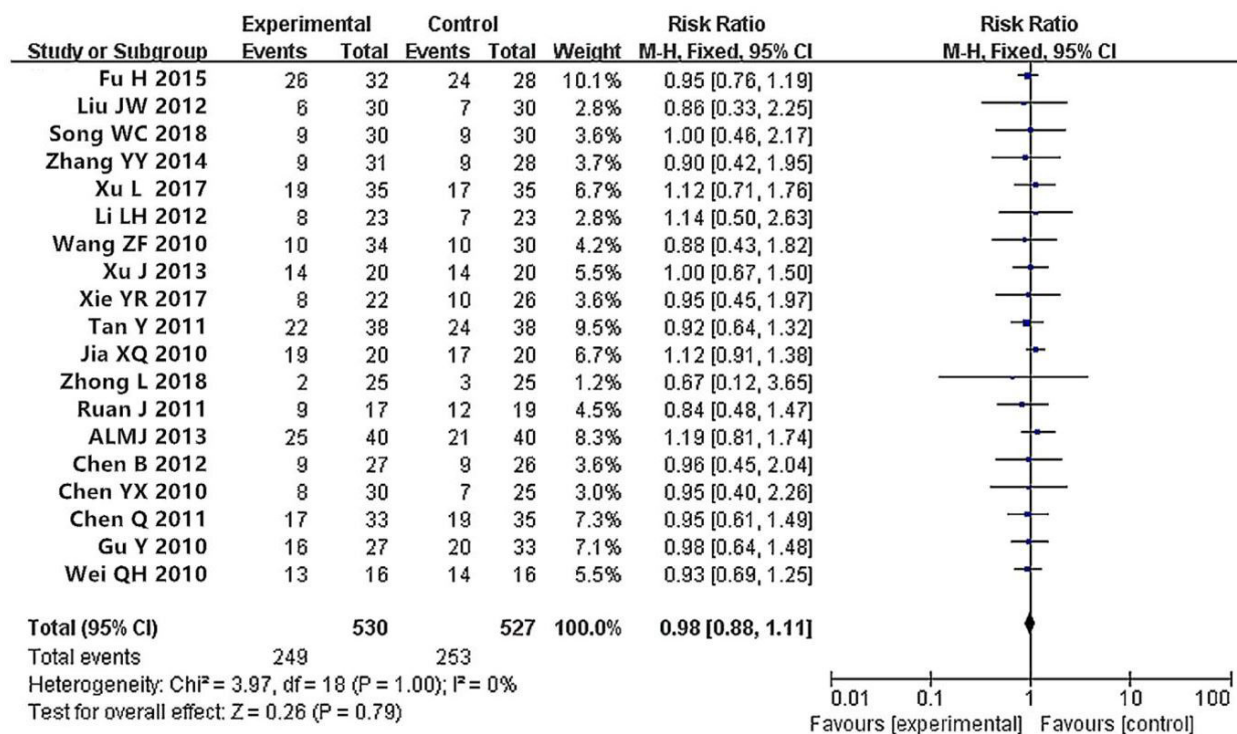 Experimental Control Risk Ratio Risk Ratio
Study or Subgroup Events Total Events Total Weight M-H, Fixed, 95% CI M-H, Fixed, 95% CI
Fu H 2015 26 32 24 28 10.1% 0.95 [0.76, 1.19]
Liu JW 2012 6 30 7 30 2.8% 0.86 [0.33, 2.25]
Song WC 2018 9 30 9 30 3.6% 1.00 [0.46, 2.17]
Zhang YY 2014 9 31 9 28 3.7% 0.90 [0.42, 1.95]
Xu L 2017 19 35 17 35 6.7% 1.12 [0.71, 1.76]
Li LH 2012 8 23 7 23 2.8% 1.14 [0.50, 2.63]
Wang ZF 2010 10 34 10 30 4.2% 0.88 [0.43, 1.82]
Xu J 2013 14 20 14 20 5.5% 1.00 [0.67, 1.50]
Xie YR 2017 8 22 10 26 3.6% 0.95 [0.45, 1.97]
Tan Y 2011 22 38 24 38 9.5% 0.92 [0.64, 1.32]
Jia XQ 2010 19 20 17 20 6.7% 1.12 [0.91, 1.38]
Zhong L 2018 2 25 3 25 1.2% 0.67 [0.12, 3.65]
Ruan J 2011 9 17 12 19 4.5% 0.84 [0.48, 1.47]
ALMJ 2013 25 40 21 40 8.3% 1.19 [0.81, 1.74]
Chen B 2012 9 27 9 26 3.6% 0.96 [0.45, 2.04]
Chen YX 2010 8 30 7 25 3.0% 0.95 [0.40, 2.26]
Chen Q 2011 17 33 19 35 7.3% 0.95 [0.61, 1.49]
Gu Y 2010 16 27 20 33 7.1% 0.98 [0.64, 1.48]
Wei QH 2010 13 16 14 16 5.5% 0.93 [0.69, 1.25]
Total (95% CI) 530 527 100.0% 0.98 [0.88, 1.11]
Total events 249 253
Heterogeneity: Chi² = 3.97, df = 18 (P = 1.00); I² = 0%
Test for overall effect: Z = 0.26 (P = 0.79)
0.01 0.1 1 10 100
Favours [experimental] Favours [control]